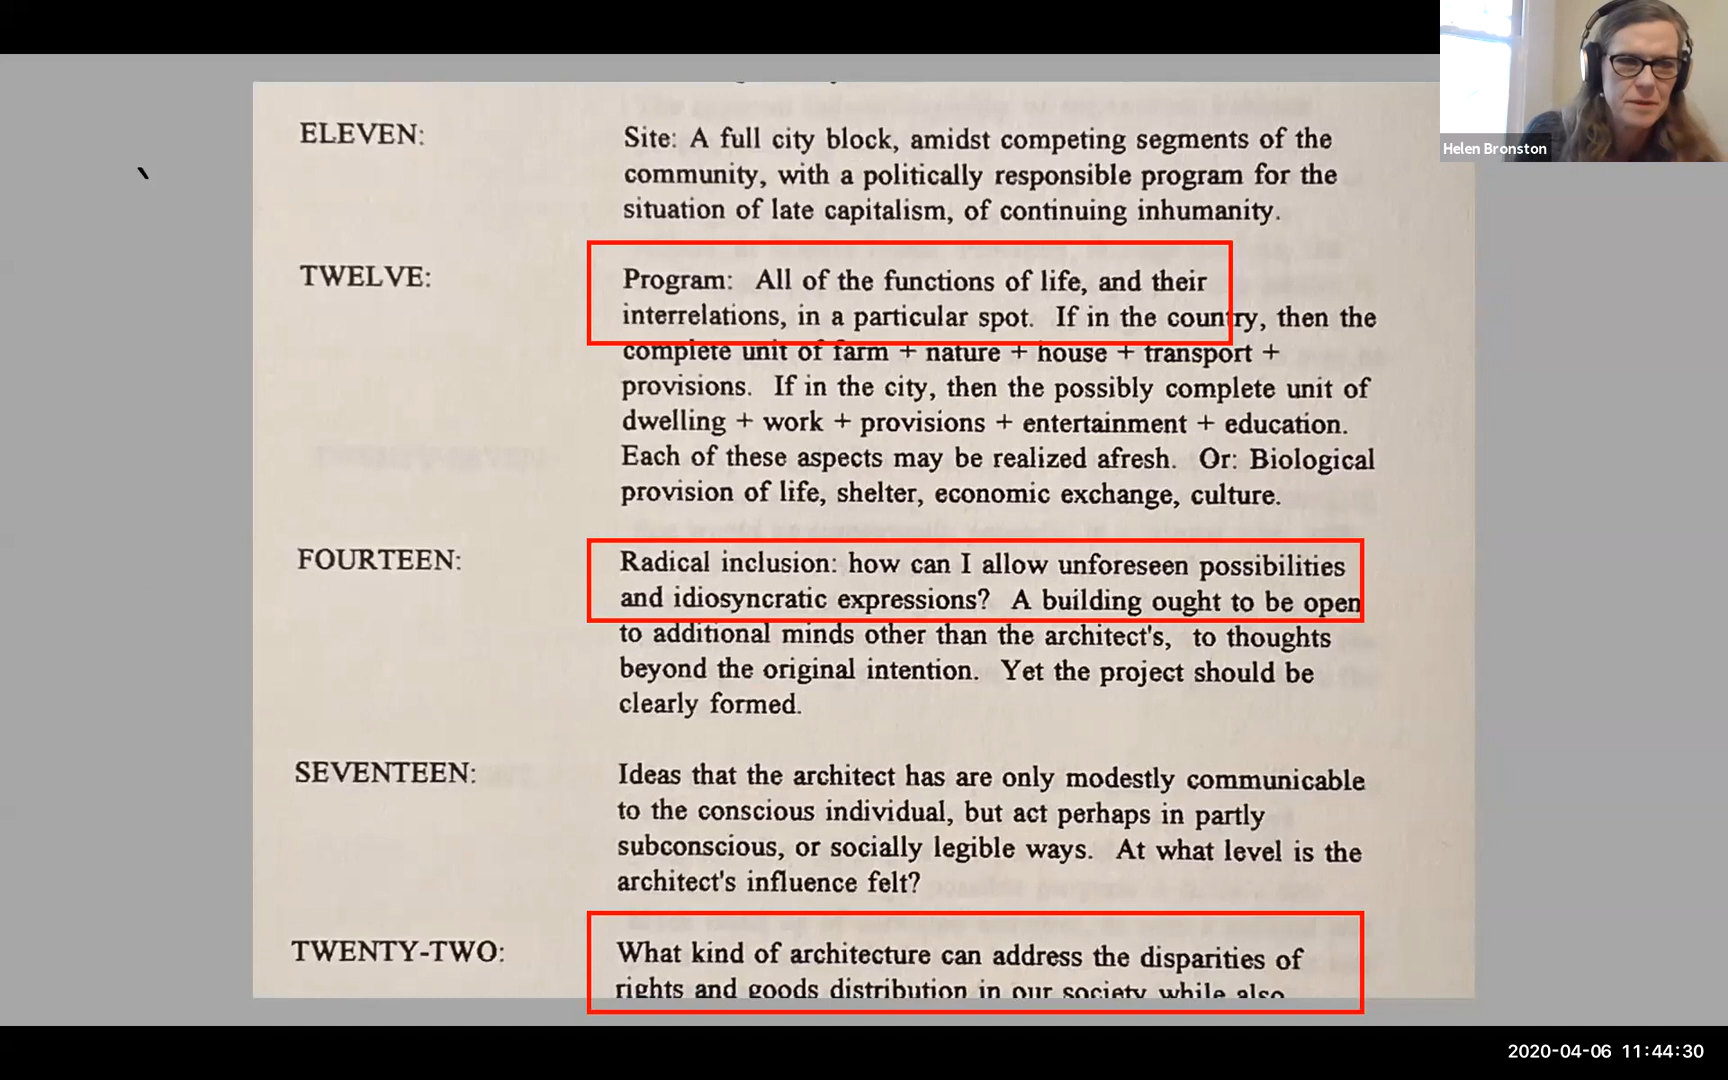 ELEVEN: Site: A full city block, amidst competing segments of the
community, with a politically responsible program for the
situation of late capitalism, of continuing inhumanity.
TWELVE: Program: All of the functions of life, and their
interrelations, in a particular spot. If in the country, then the
complete unit of farm + nature + house + transport +
provisions. If in the city, then the possibly complete unit of
dwelling + work + provisions + entertainment + education.
Each of these aspects may be realized afresh. Or: Biological
provision of life, shelter, economic exchange, culture.
FOURTEEN: Radical inclusion: how can I allow unforeseen possibilities
and idiosyncratic expressions? A building ought to be open
to additional minds other than the architect's, to thoughts
beyond the original intention. Yet the project should be
clearly formed.
SEVENTEEN: Ideas that the architect has are only modestly communicable
to the conscious individual, but act perhaps in partly
subconscious, or socially legible ways. At what level is the
architect's influence felt?
TWENTY-TWO: What kind of architecture can address the disparities of
rights and goods distribution in our society while also
Helen Bronston
2020-04-06 11:44:30